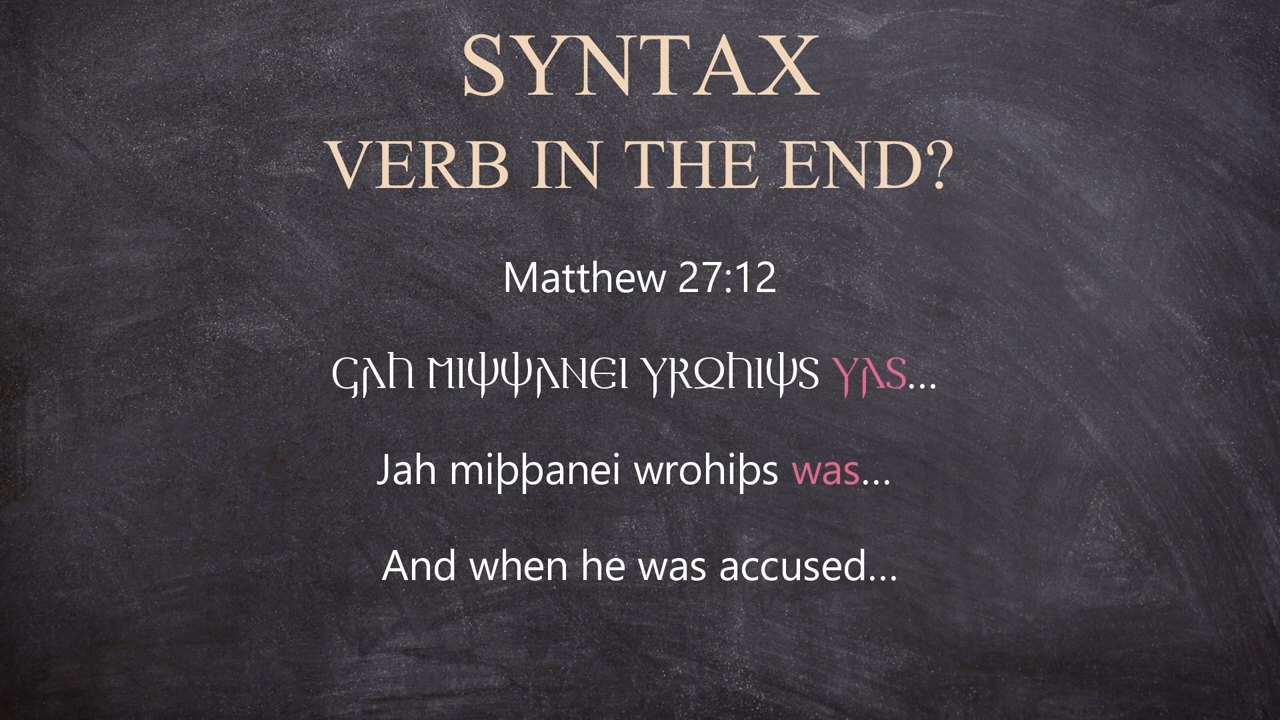 SYNTAX
VERB IN THE END?
Matthew 27:12
𐌾𐌰𐌷 𐌼𐌹𐌸𐌸𐌰𐌽𐌴𐌹 𐍅𐍂𐍉𐌷𐌹𐌸𐍃 𐍅𐌰𐍃...
Jah miþþanei wrohiþs was...
And when he was accused...